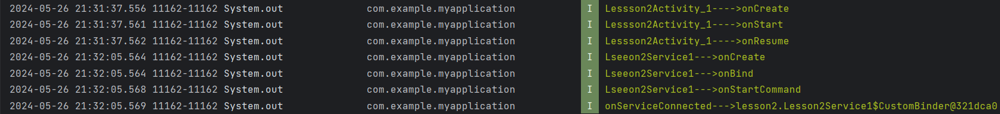 2024-05-26 21:31:37.556 11162-11162 System.out com.example.myapplication I Lessson2Activity_1---->onCreate
2024-05-26 21:31:37.561 11162-11162 System.out com.example.myapplication I Lessson2Activity_1---->onStart
2024-05-26 21:31:37.562 11162-11162 System.out com.example.myapplication I Lessson2Activity_1---->onResume
2024-05-26 21:32:05.564 11162-11162 System.out com.example.myapplication I Lseeon2Service1--->onCreate
2024-05-26 21:32:05.564 11162-11162 System.out com.example.myapplication I Lseeon2Service1--->onBind
2024-05-26 21:32:05.568 11162-11162 System.out com.example.myapplication I Lseeon2Service1--->onStartCommand
2024-05-26 21:32:05.569 11162-11162 System.out com.example.myapplication I onServiceConnected--->lesson2.Lesson2Service1$CustomBinder@321dca0